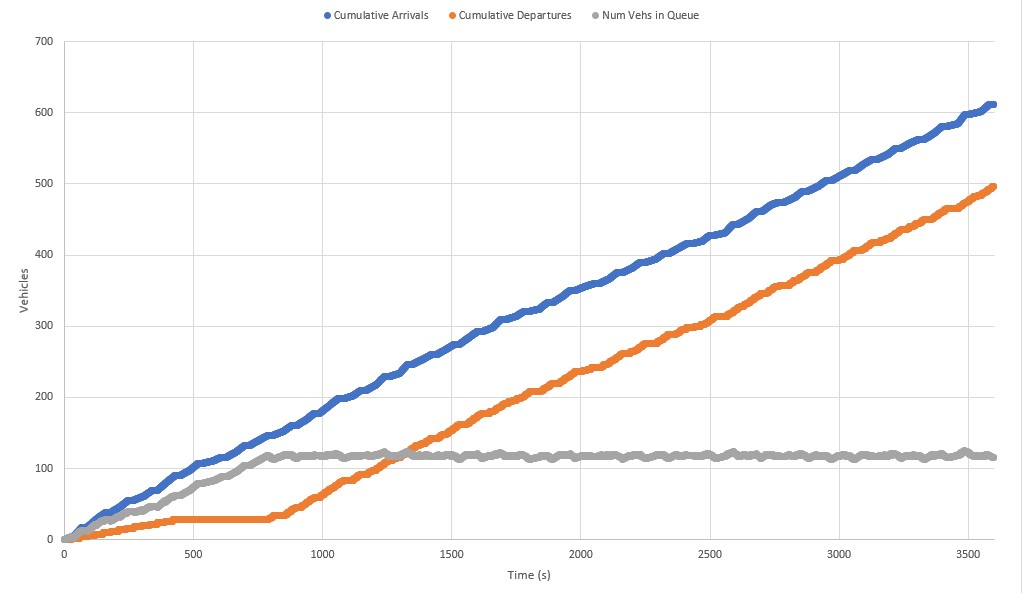 Cumulative Arrivals Cumulative Departures Num Vehs in Queue
700
600
500
400
300
200
100
0
Vehicles
0 500 1000 1500 2000 2500 3000 3500
Time (s)